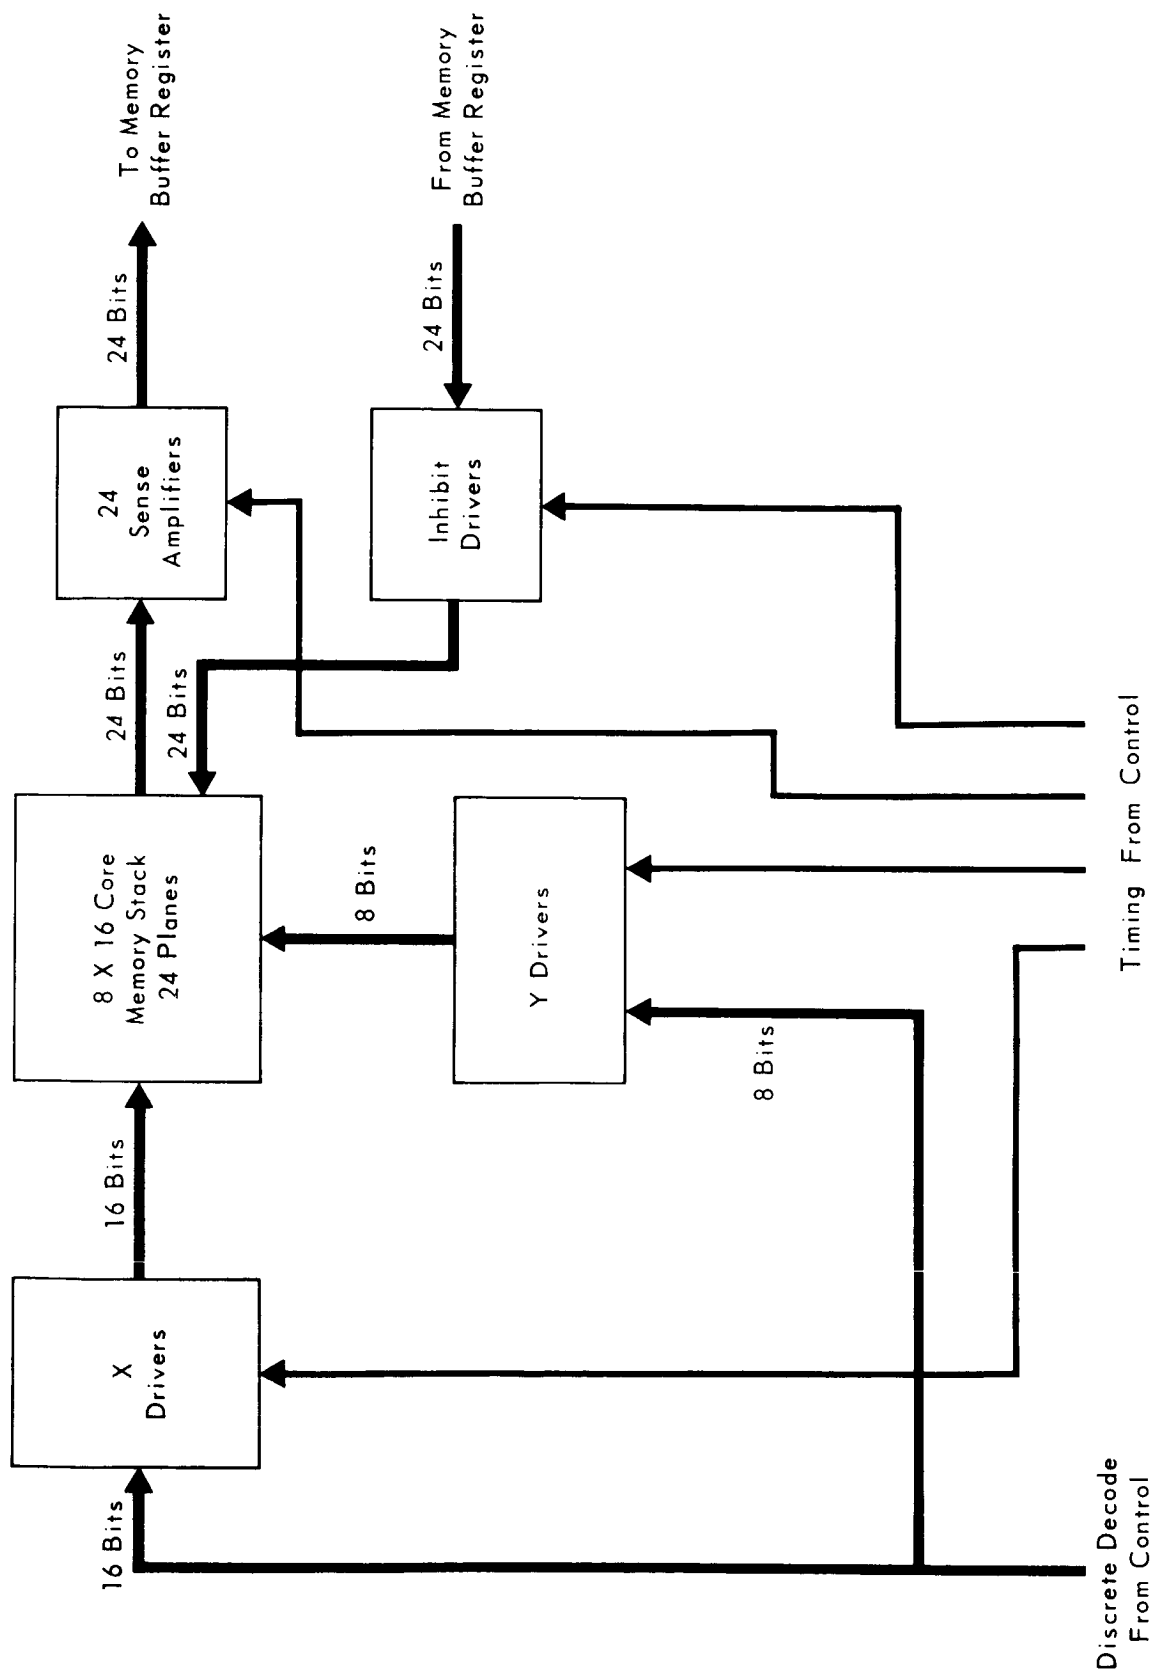 16 Bits
X
Drivers
16 Bits
8 X 16 Core
Memory Stack
24 Planes
24 Bits
24 Bits
24
Sense
Amplifiers
24 Bits
To Memory
Buffer Register
8 Bits
Y Drivers
8 Bits
Inhibit
Drivers
24 Bits
From Memory
Buffer Register
Discrete Decode
From Control
Timing From Control